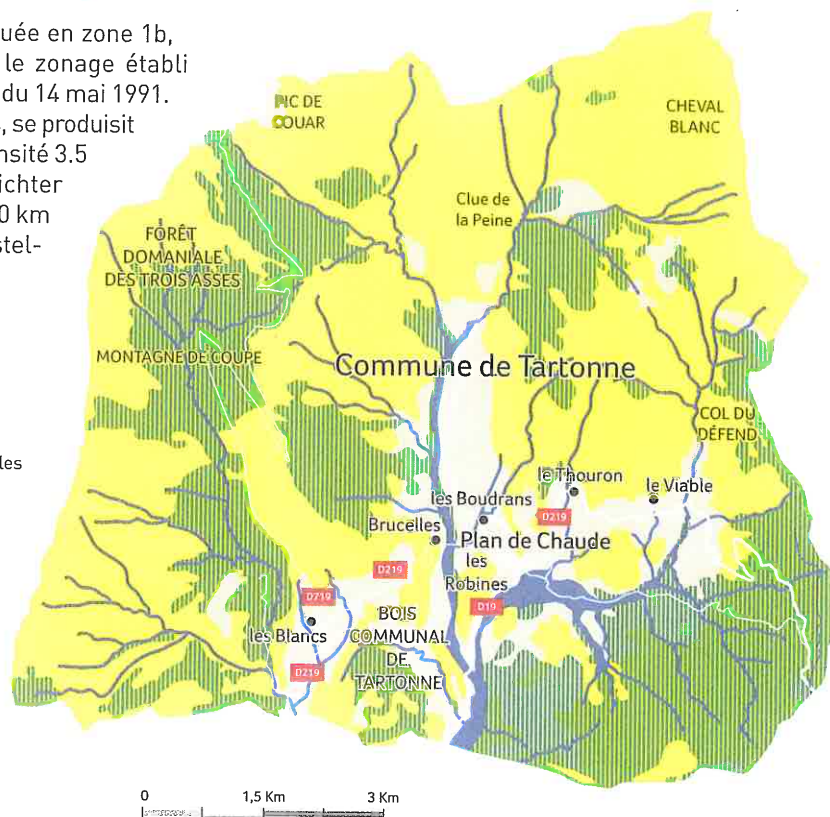 uée en zone 1b,
le zonage établi
du 14 mai 1991.
, se produisit
nsité 3.5
ichter
0 km
stel-
les
PIC DE
COUAR
CHEVAL
BLANC
Clue de
la Peine
FORÊT
DOMANIALE
DES TROIS ASSES
MONTAGNE DE COUPE
Commune de Tartonne
COL DU
DÉFEND
le Thouron
le Viable
les Boudrans
D219
Brucelles
Plan de Chaude
les
Robines
D219
D219
D19
les Blancs
BOIS
COMMUNAL
DE
TARTONNE
D219
0 1,5 Km 3 Km